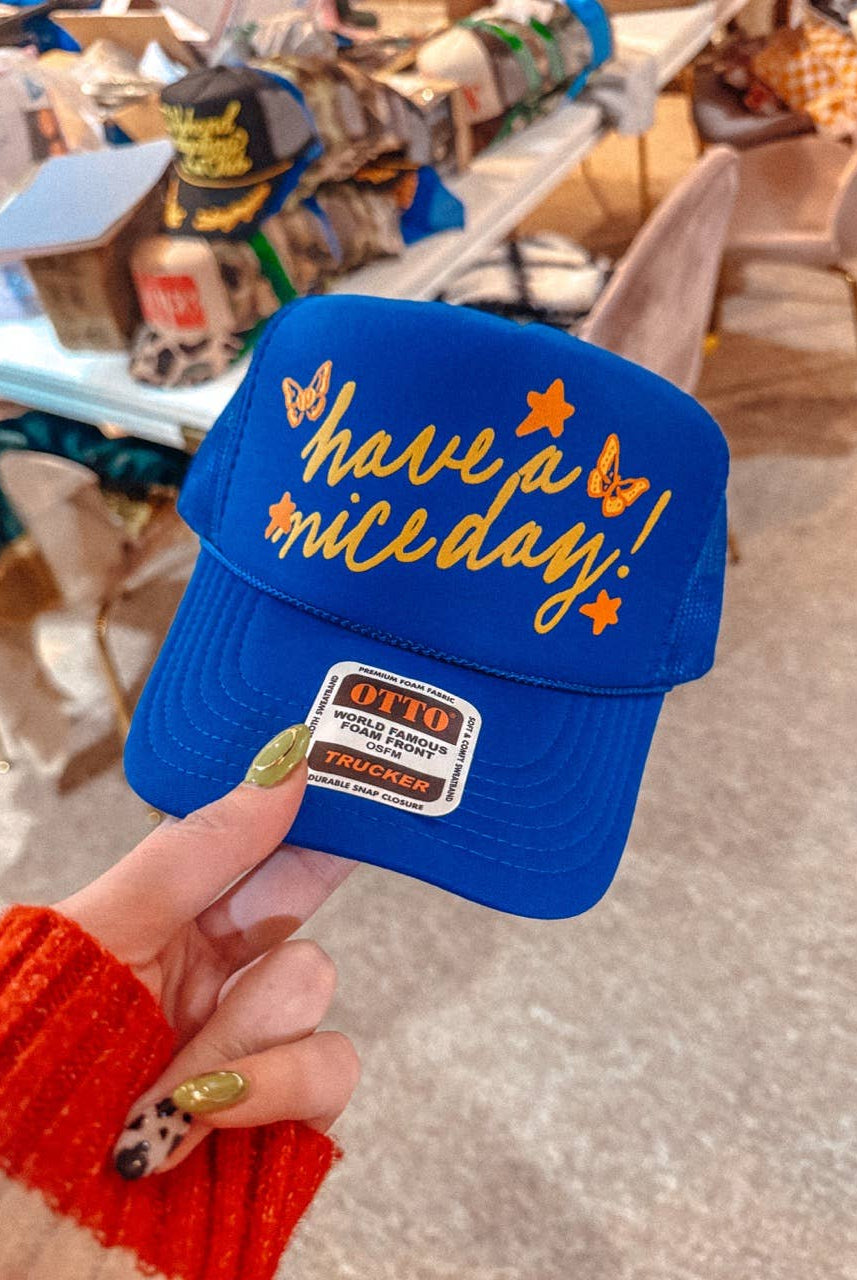 have a
nice day!
PREMIUM FOAM FABRIC
OTTO
WORLD FAMOUS
FOAM FRONT
OSFM
TRUCKER
DURABLE SNAP CLOSURE
SOFT & COMFY SWEATBAND